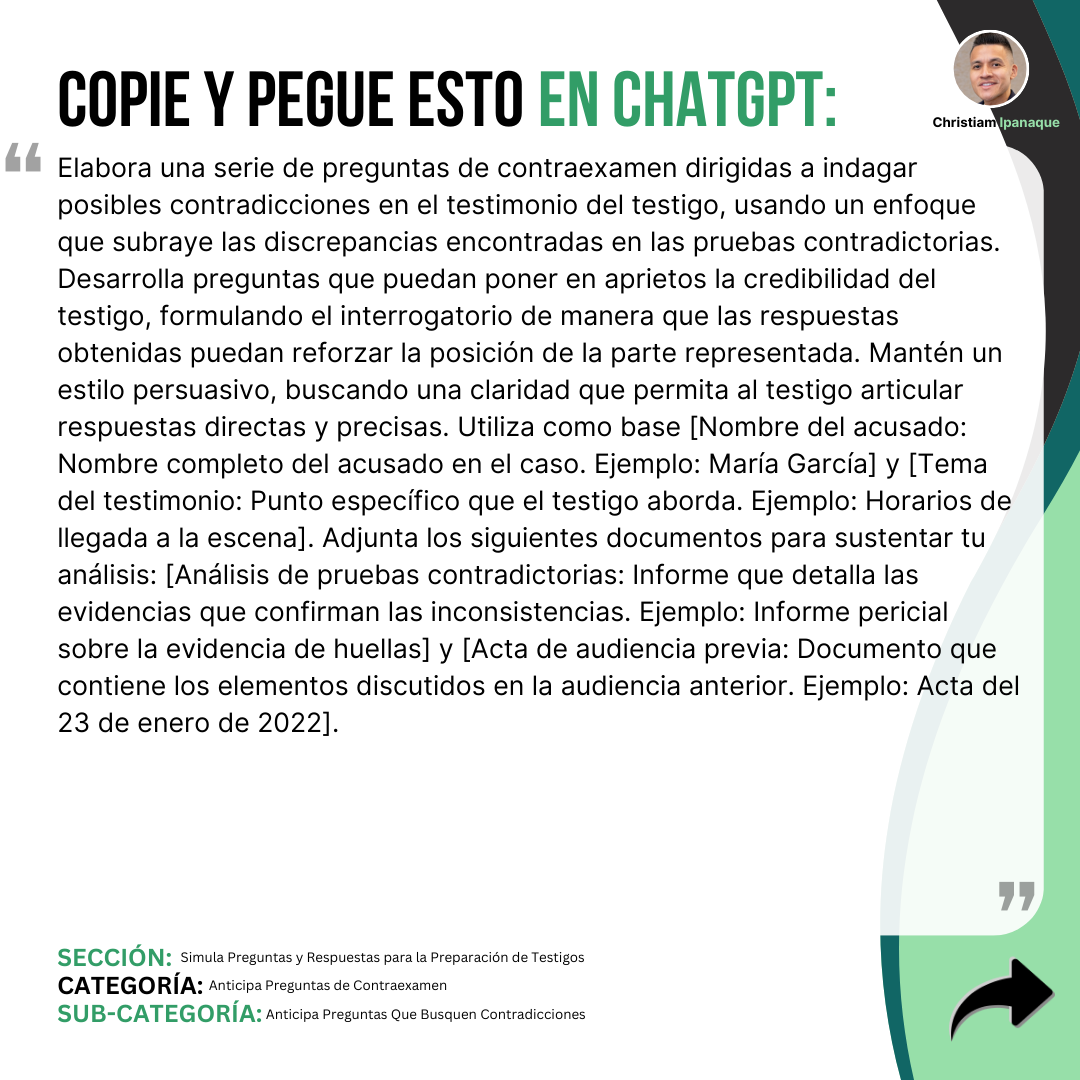 COPIE Y PEGUE ESTO EN CHATGPT:
Christiam Ipanaque
“
Elabora una serie de preguntas de contraexamen dirigidas a indagar
posibles contradicciones en el testimonio del testigo, usando un enfoque
que subraye las discrepancias encontradas en las pruebas contradictorias.
Desarrolla preguntas que puedan poner en aprietos la credibilidad del
testigo, formulando el interrogatorio de manera que las respuestas
obtenidas puedan reforzar la posición de la parte representada. Mantén un
estilo persuasivo, buscando una claridad que permita al testigo articular
respuestas directas y precisas. Utiliza como base [Nombre del acusado:
Nombre completo del acusado en el caso. Ejemplo: María García] y [Tema
del testimonio: Punto específico que el testigo aborda. Ejemplo: Horarios de
llegada a la escena]. Adjunta los siguientes documentos para sustentar tu
análisis: [Análisis de pruebas contradictorias: Informe que detalla las
evidencias que confirman las inconsistencias. Ejemplo: Informe pericial
sobre la evidencia de huellas] y [Acta de audiencia previa: Documento que
contiene los elementos discutidos en la audiencia anterior. Ejemplo: Acta del
23 de enero de 2022].
”
SECCIÓN: Simula Preguntas y Respuestas para la Preparación de Testigos
CATEGORÍA: Anticipa Preguntas de Contraexamen
SUB-CATEGORÍA: Anticipa Preguntas Que Busquen Contradicciones